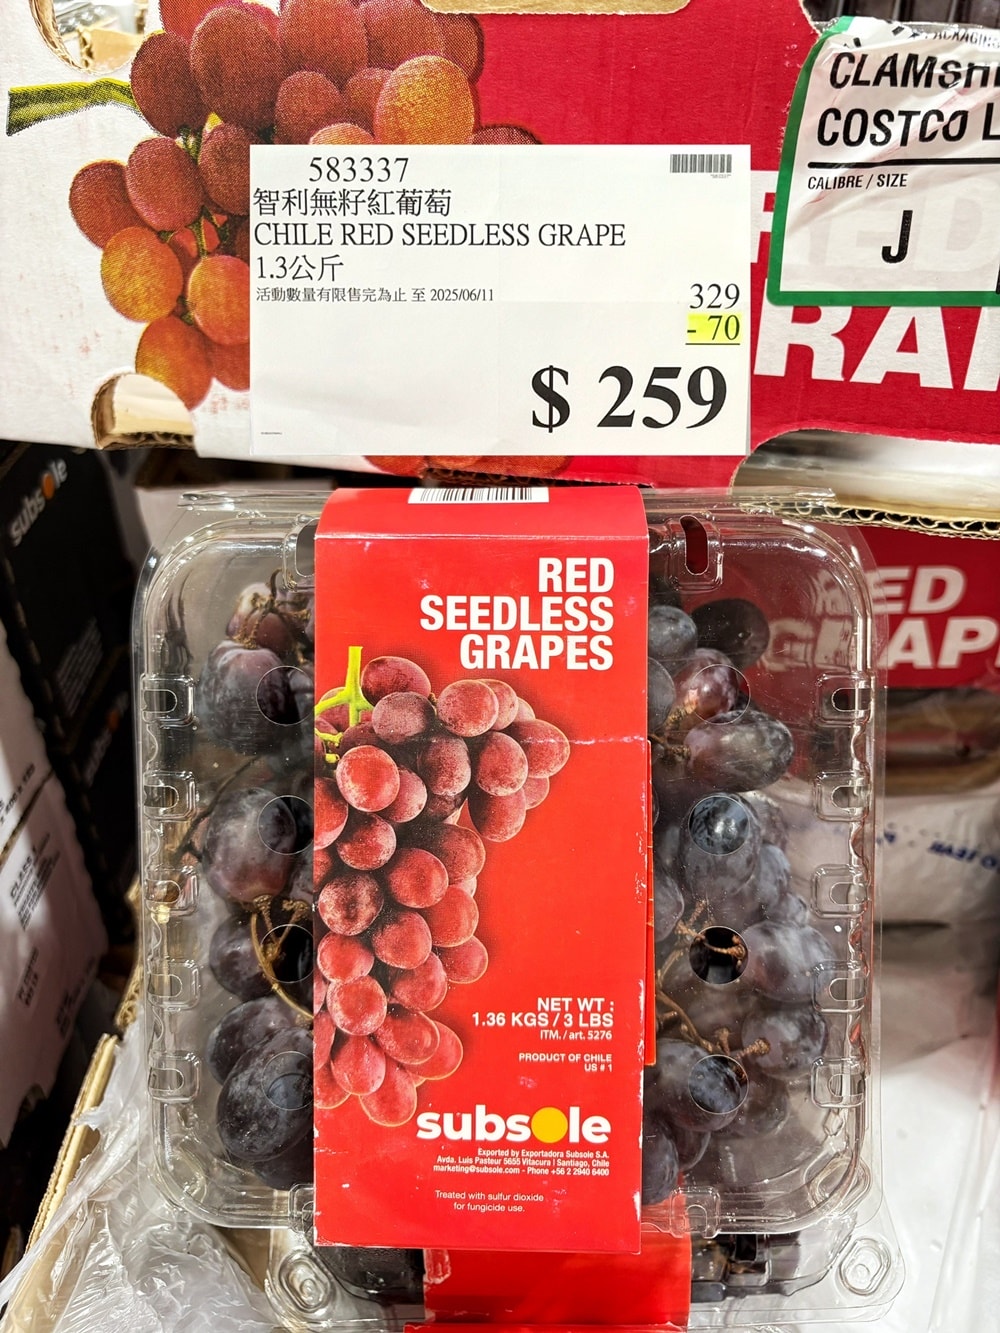 CLAMSH
COSTCO L
CALIBRE / SIZE
J
583337
智利無籽紅葡萄
CHILE RED SEEDLESS GRAPE
1.3公斤
活動數量有限售完為止 至 2025/06/11
329
- 70
$ 259
RED
RA
subsole
RED
GRAP
RED
SEEDLESS
GRAPES
NET WT :
1.36 KGS / 3 LBS
ITM. / art. 5276
PRODUCT OF CHILE
US # 1
subsole
Exported by Exportadora Subsole S.A.
Avda. Luis Pasteur 5655 Vitacura | Santiago, Chile
marketing@subsole.com - Phone +56 2 2940 6400
Treated with sulfur dioxide
for fungicide use.